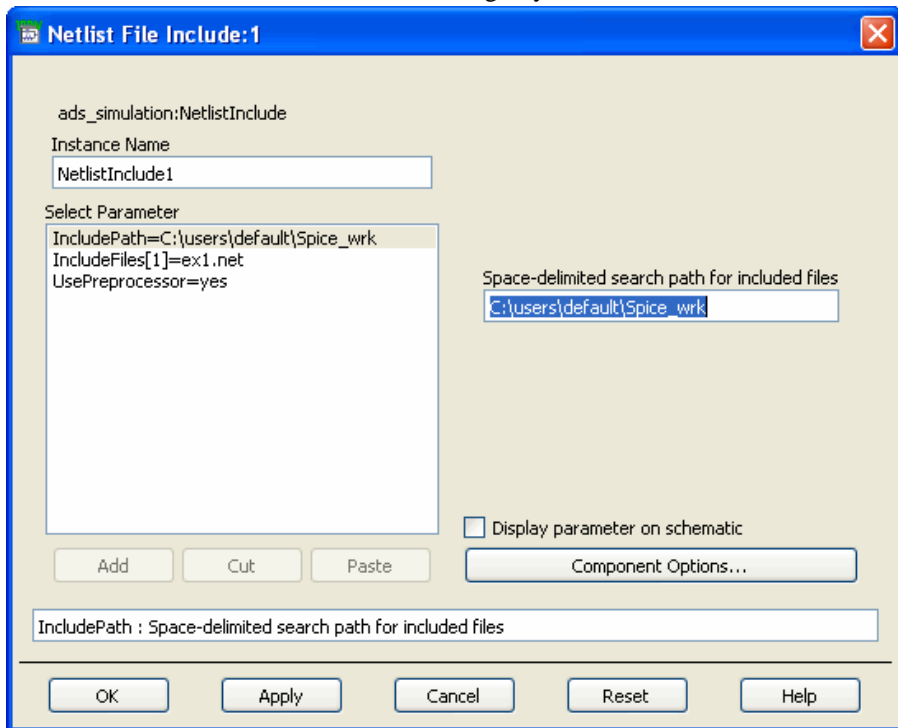 Netlist File Include:1
ads_simulation:NetlistInclude
Instance Name
NetlistInclude1
Select Parameter
IncludePath=C:\users\default\Spice_wrk
IncludeFiles[1]=ex1.net
UsePreprocessor=yes
Space-delimited search path for included files
C:\users\default\Spice_wrk
Display parameter on schematic
Add Cut Paste Component Options...
IncludePath : Space-delimited search path for included files
OK Apply Cancel Reset Help